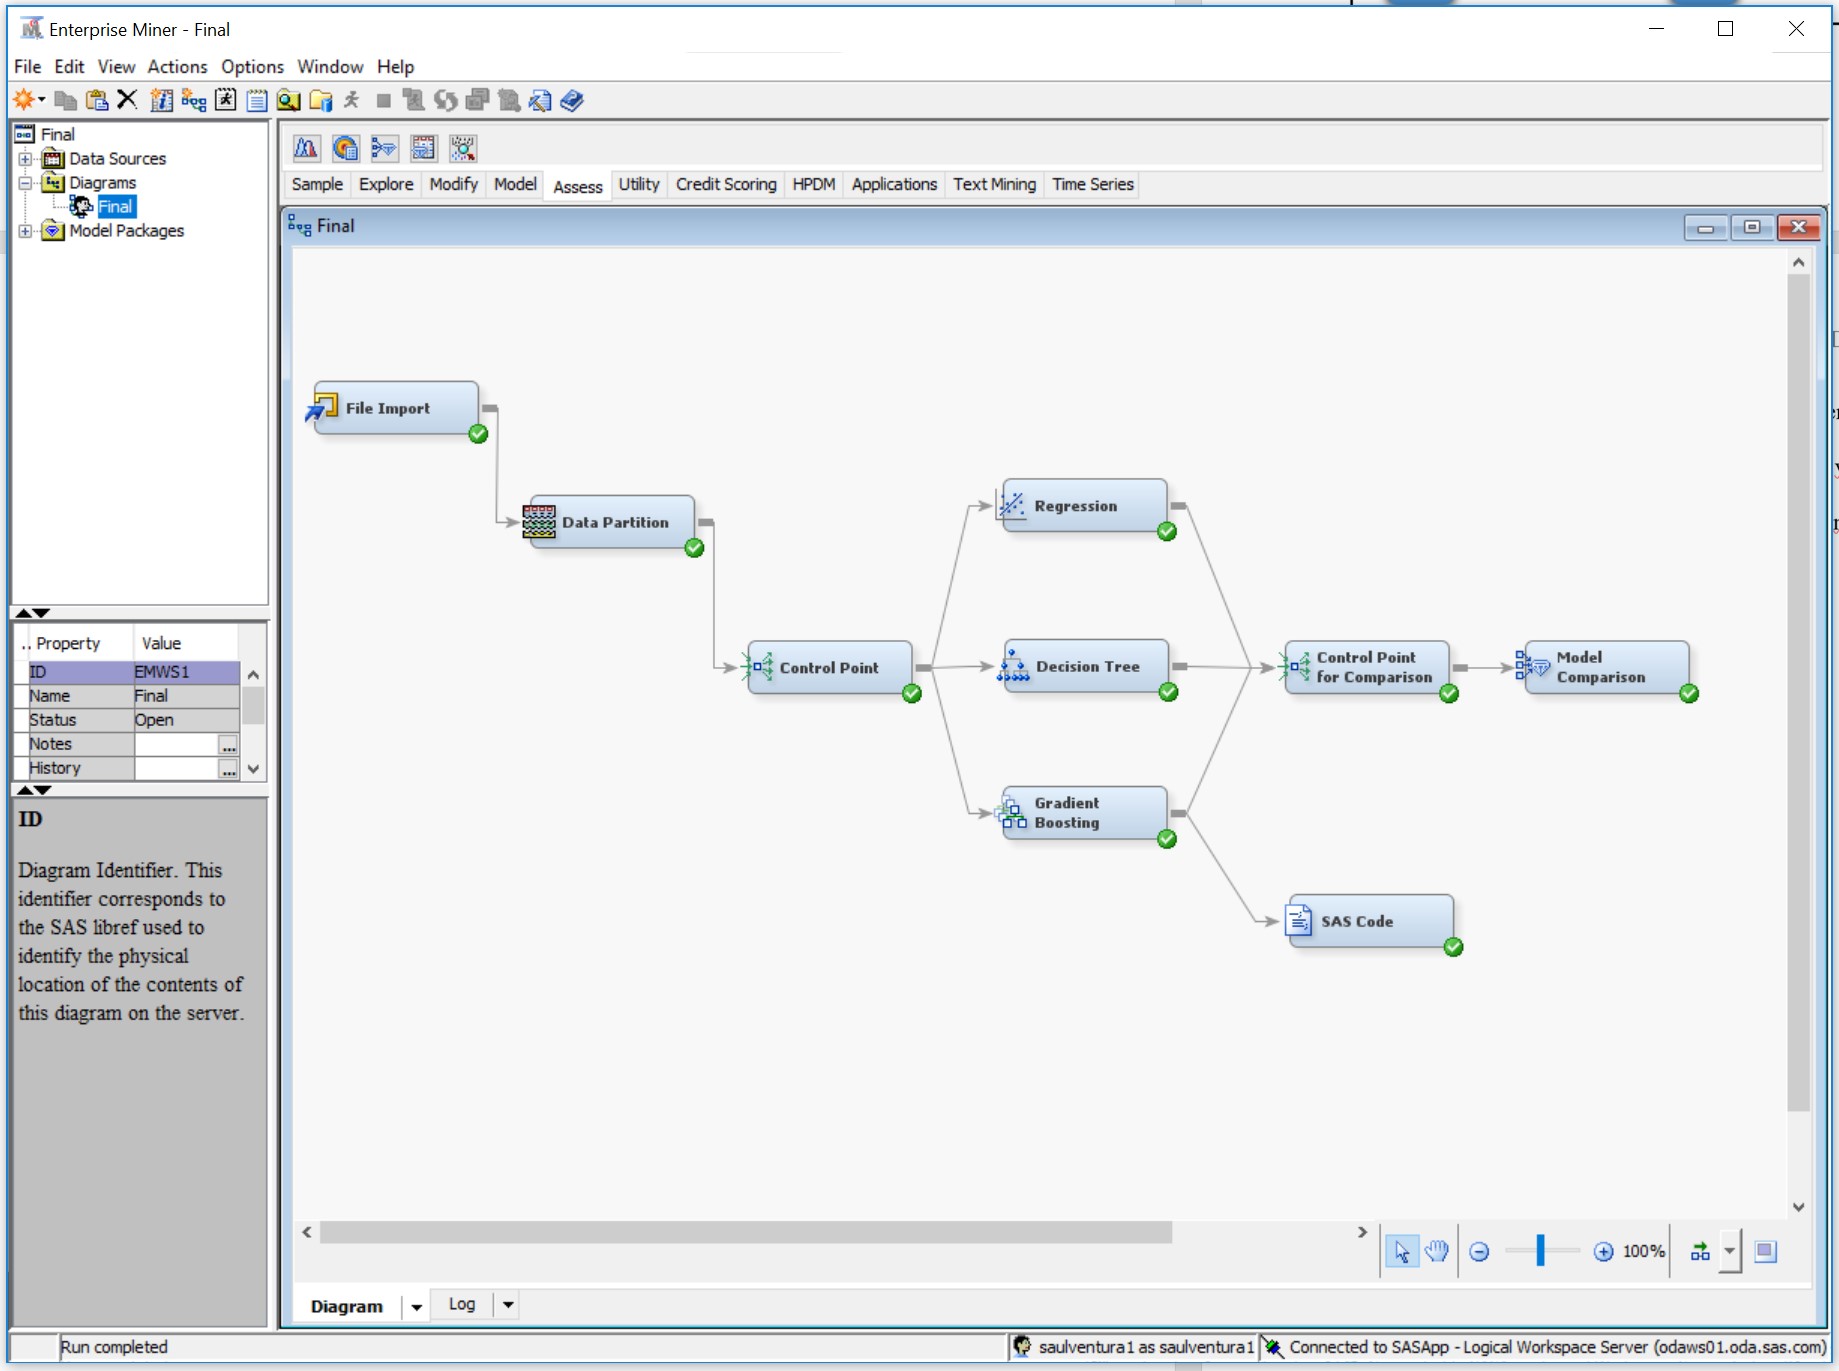 Enterprise Miner - Final
File Edit View Actions Options Window Help
Final
Data Sources
Diagrams
Final
Model Packages
Sample Explore Modify Model Assess Utility Credit Scoring HPDM Applications Text Mining Time Series
Final
File Import
Data Partition
Control Point
Regression
Decision Tree
Gradient
Boosting
Control Point
for Comparison
Model
Comparison
SAS Code
.. Property Value
ID EMWS1
Name Final
Status Open
Notes ...
History ...
ID
Diagram Identifier. This
identifier corresponds to
the SAS libref used to
identify the physical
location of the contents of
this diagram on the server.
100%
Diagram Log
Run completed
saulventura1 as saulventura1
Connected to SASApp - Logical Workspace Server (odaws01.oda.sas.com)